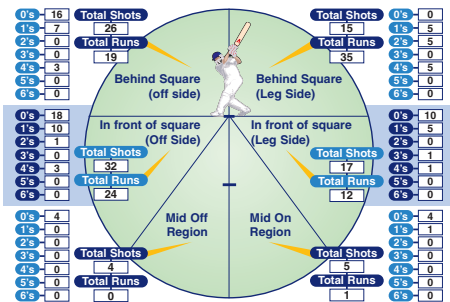 0's 16
1's 7
2's 0
3's 0
4's 3
5's 0
6's 0
Total Shots
26
Total Runs
19
Behind Square
(off side)
Total Shots
15
Total Runs
35
Behind Square
(Leg Side)
0's 0
1's 5
2's 5
3's 0
4's 5
5's 0
6's 0
0's 18
1's 10
2's 1
3's 0
4's 3
5's 0
6's 0
In front of square
(Off Side)
Total Shots
32
Total Runs
24
In front of square
(Leg Side)
Total Shots
17
Total Runs
12
0's 10
1's 5
2's 0
3's 1
4's 1
5's 0
6's 0
0's 4
1's 0
2's 0
3's 0
4's 0
5's 0
6's 0
Mid Off
Region
Total Shots
4
Total Runs
0
Mid On
Region
Total Shots
5
Total Runs
1
0's 4
1's 1
2's 0
3's 0
4's 0
5's 0
6's 0